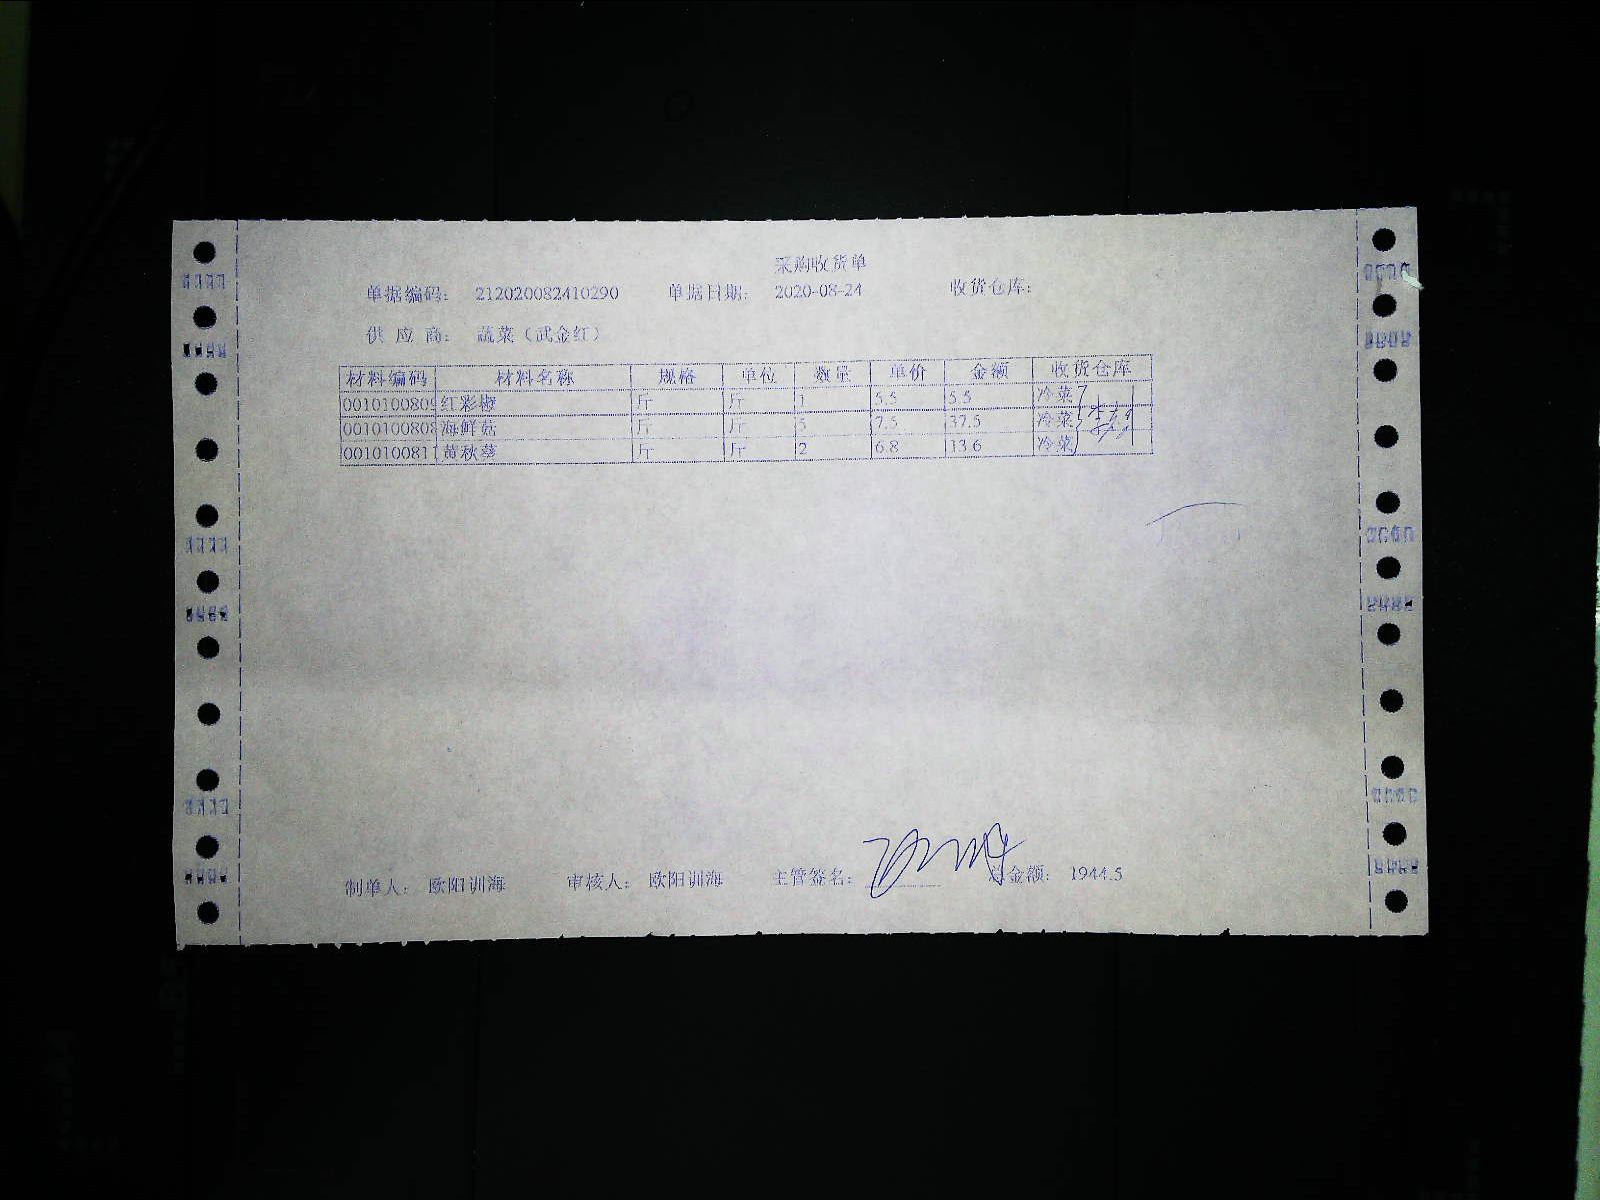 采购收货单
单据编码: 212020082410290 单据日期: 2020-08-24 收货仓库:
供 应 商: 蔬菜（武金红）
材料编码 材料名称 规格 单位 数量 单价 金额 收货仓库
0010100809 红彩椒 斤 斤 1 5.5 5.5 冷菜
0010100808 海鲜菇 斤 斤 5 7.5 37.5 冷菜
0010100811 黄秋葵 斤 斤 2 6.8 13.6 冷菜
制单人: 欧阳训海 审核人: 欧阳训海 主管签名: 总金额: 1944.5